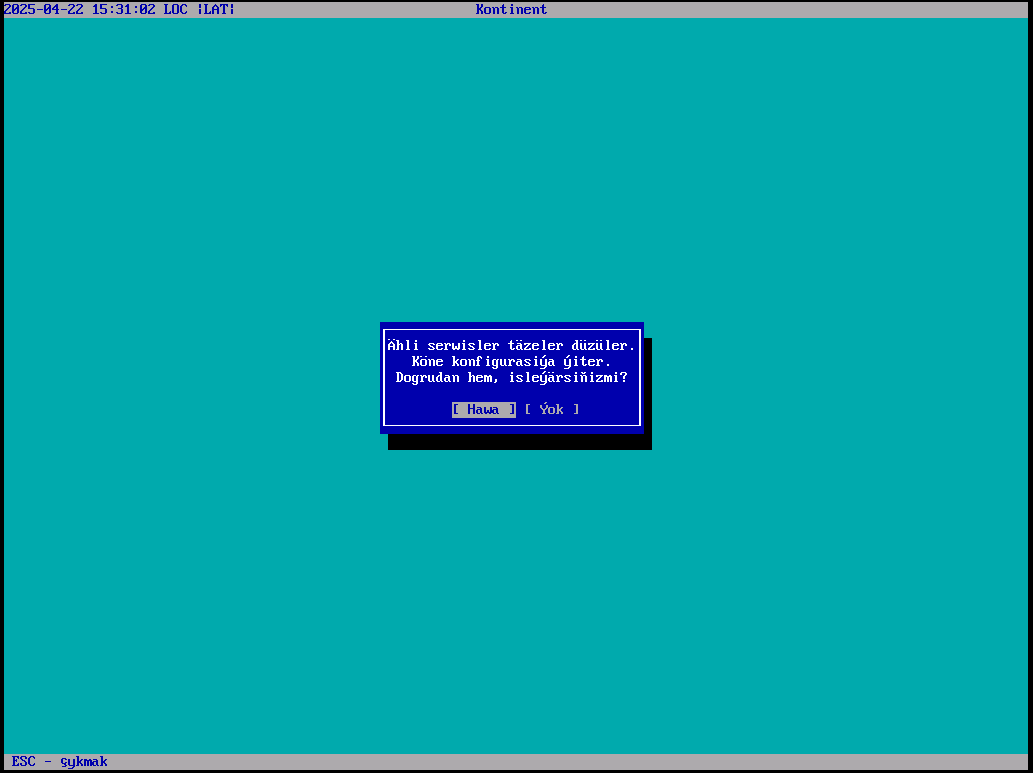 2025-04-22 15:31:02 LOC |LAT| Kontinent
Ähli serwisler täzeler düzüler.
Köne konfigurasiýa ýiter.
Dogrudan hem, isleýärsiňizmi?
[ Hawa ] [ Ýok ]
ESC - çykmak